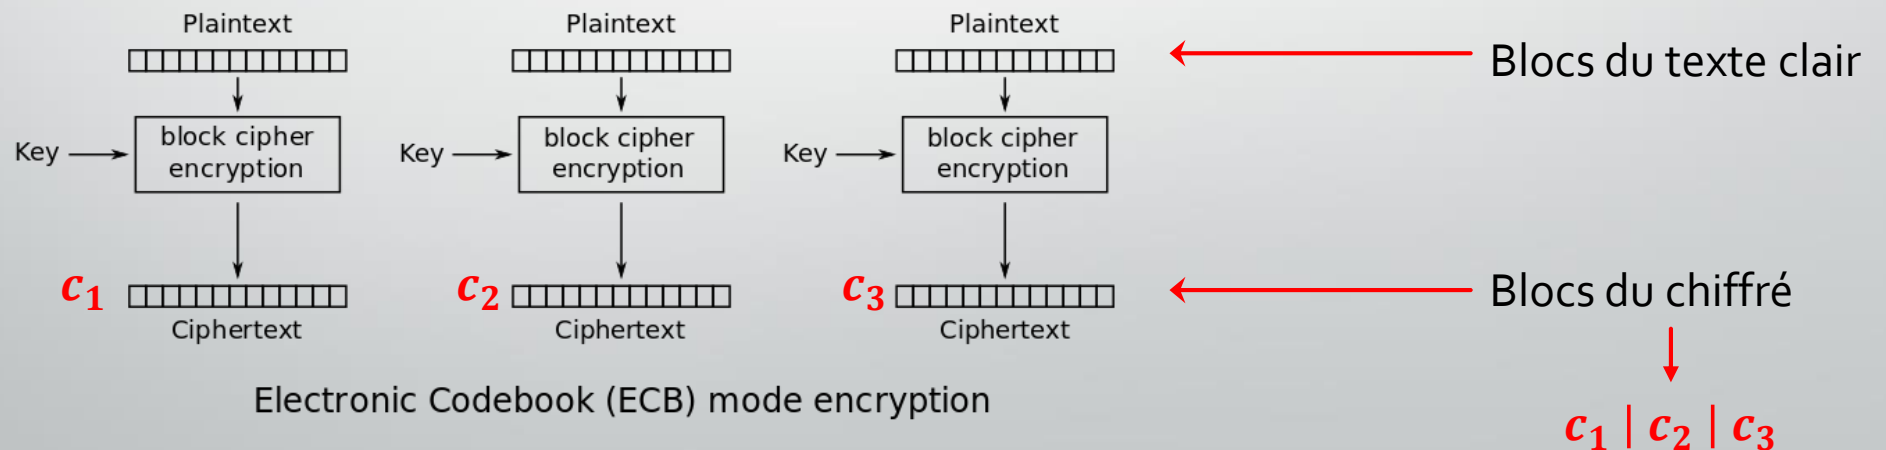 Plaintext Plaintext Plaintext
Blocs du texte clair
Key block cipher encryption
Key block cipher encryption
Key block cipher encryption
c₁ c₂ c₃
Blocs du chiffré
Ciphertext Ciphertext Ciphertext
Electronic Codebook (ECB) mode encryption
c₁ | c₂ | c₃